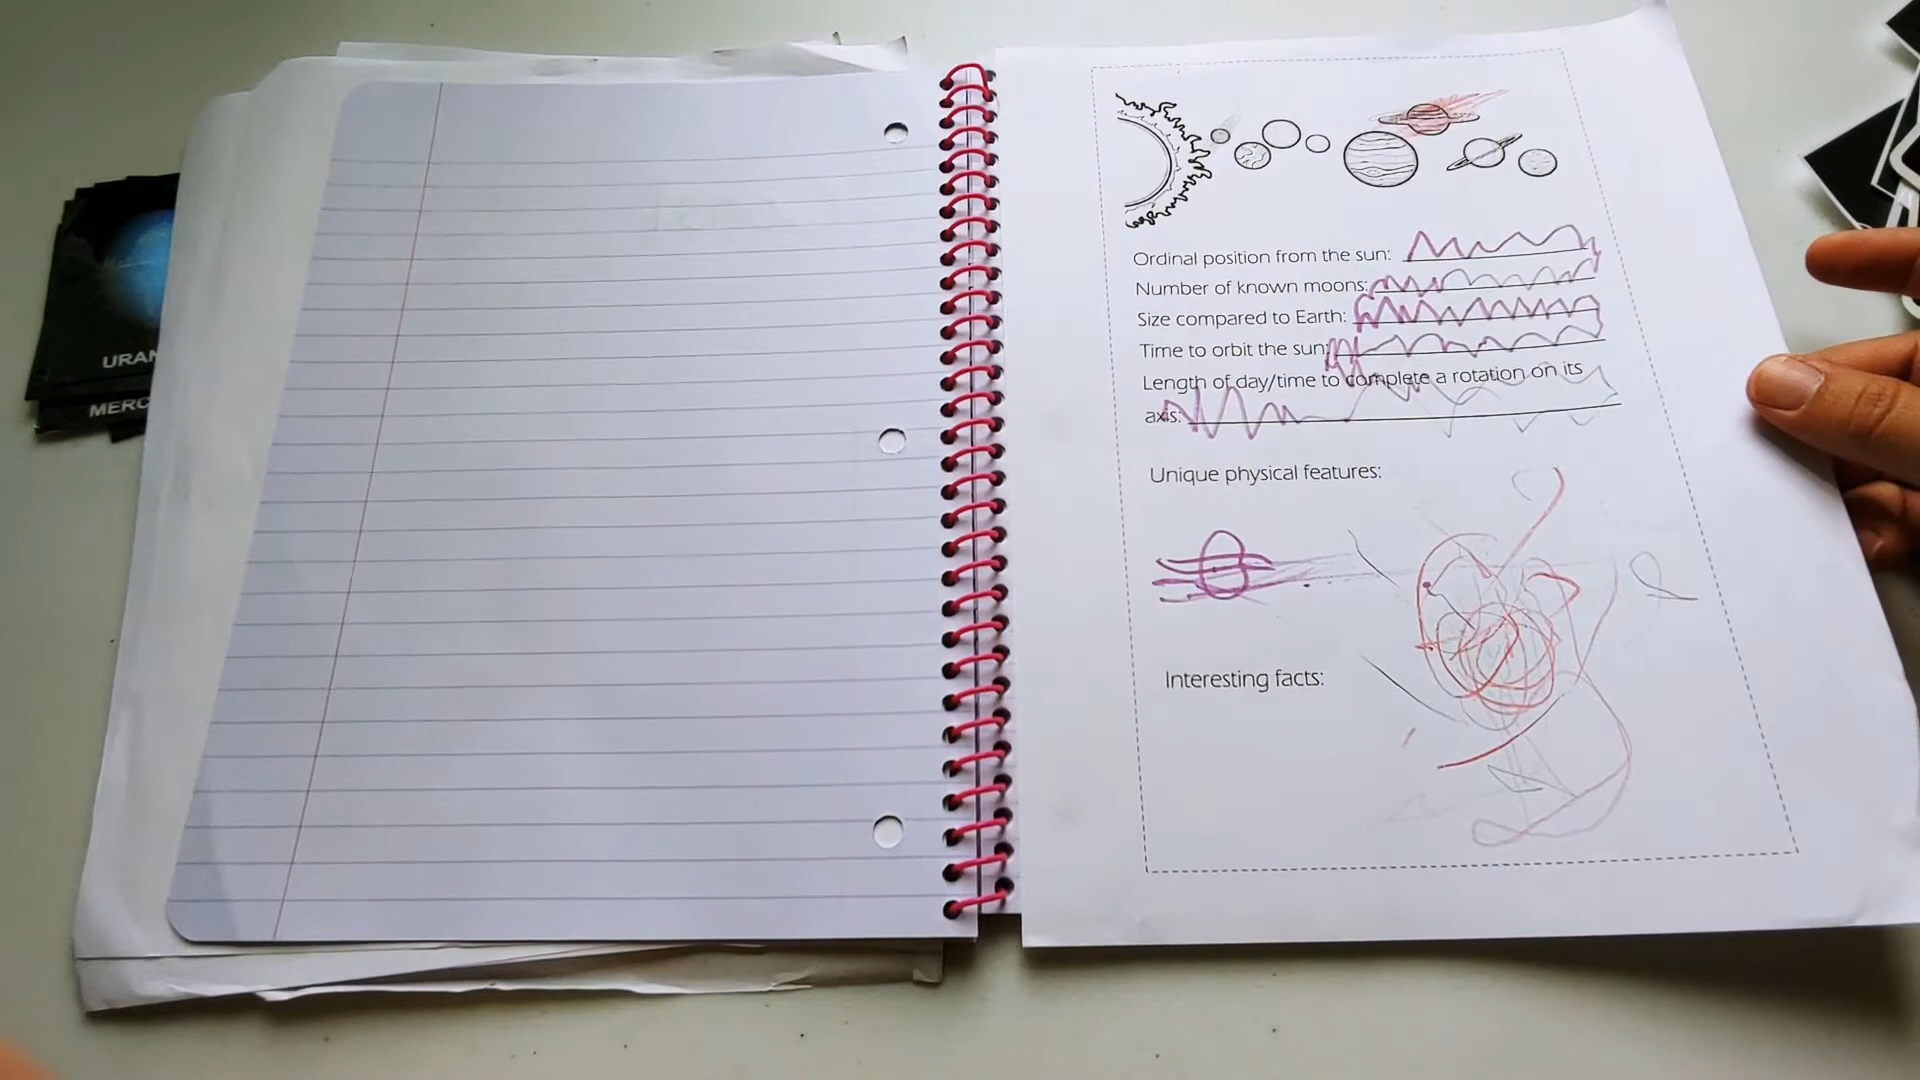 URAN
MERC
Ordinal position from the sun:
Number of known moons:
Size compared to Earth:
Time to orbit the sun:
Length of day/time to complete a rotation on its
axis:
Unique physical features:
Interesting facts: